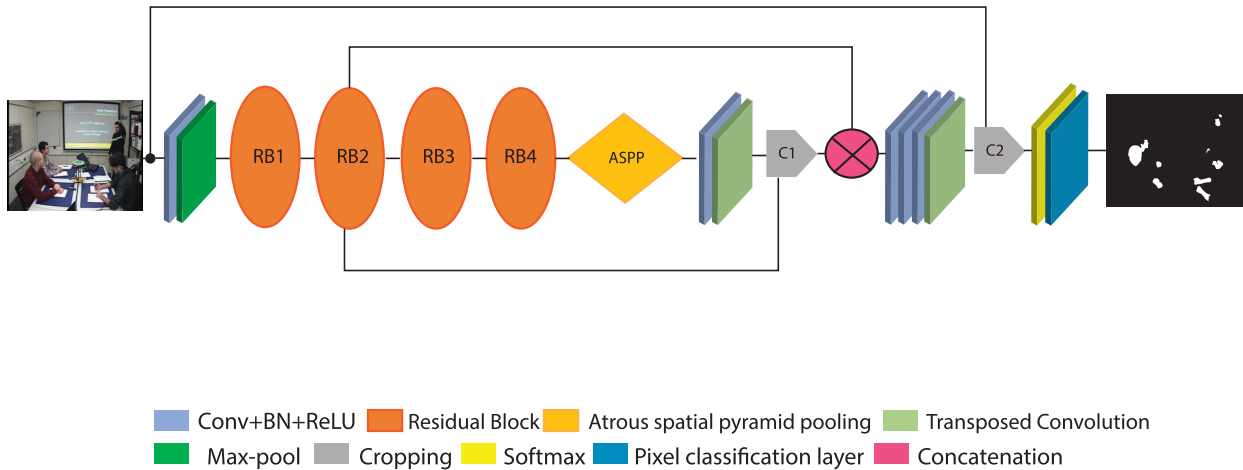 RB1
RB2
RB3
RB4
ASPP
C1
C2
Conv+BN+ReLU
Residual Block
Atrous spatial pyramid pooling
Transposed Convolution
Max-pool
Cropping
Softmax
Pixel classification layer
Concatenation